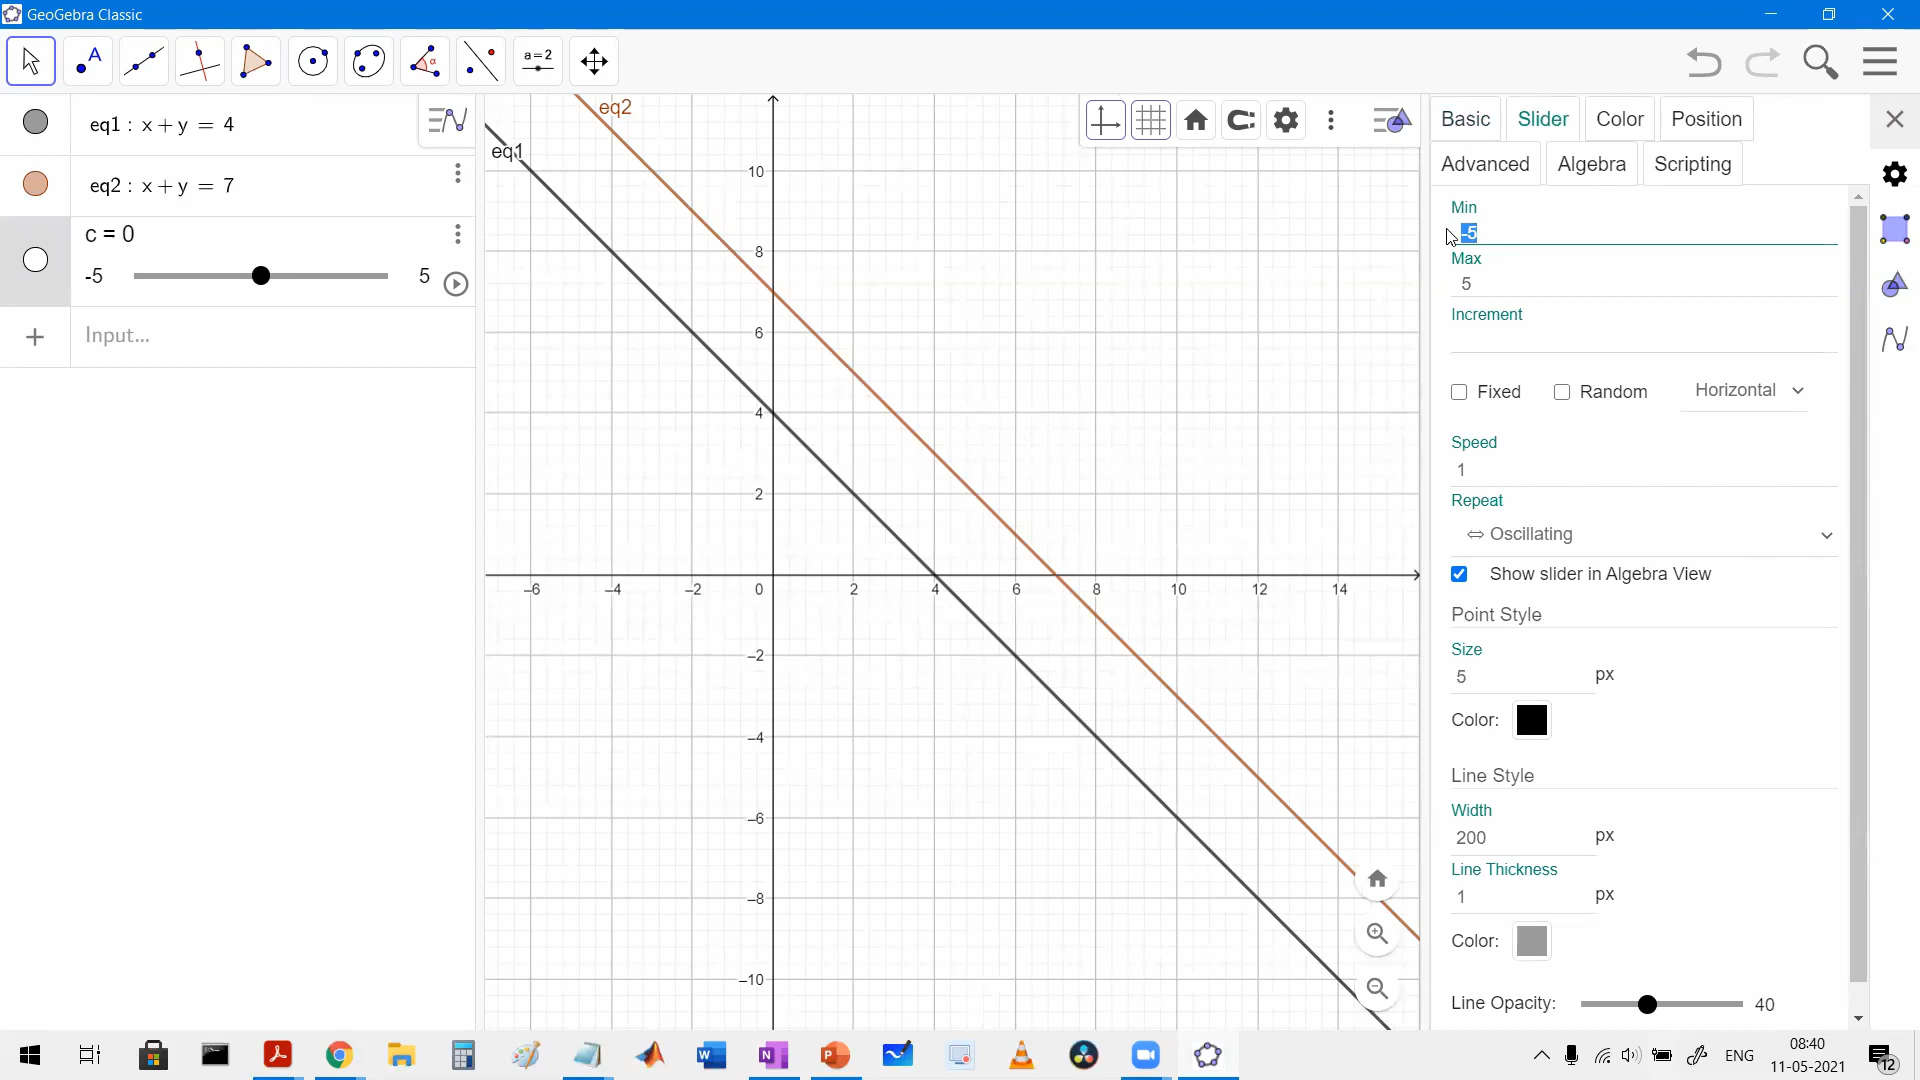 GeoGebra Classic
A
α
a=2
eq1 : x + y = 4
eq2 : x + y = 7
c = 0
-5
5
+
Input...
eq2
eq1
10
8
6
4
2
0
–2
–4
–6
–8
–10
–6
–4
–2
2
4
6
8
10
12
14
Basic
Slider
Color
Position
Advanced
Algebra
Scripting
Min
-5
Max
5
Increment
Fixed
Random
Horizontal
Speed
1
Repeat
⇔ Oscillating
Show slider in Algebra View
Point Style
Size
5 px
Color:
Line Style
Width
200 px
Line Thickness
1 px
Color:
Line Opacity: 40
ENG
08:40
11-05-2021
12